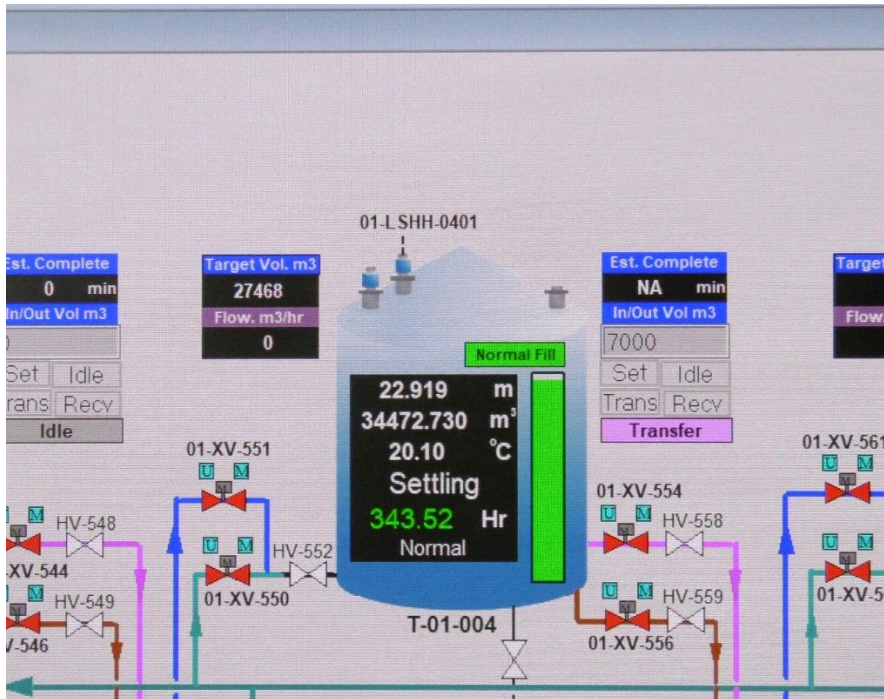 01-LSHH-0401
Est. Complete
0 min
In/Out Vol m3
Set Idle
Trans Recv
Idle
Target Vol. m3
27468
Flow. m3/hr
0
Normal Fill
22.919 m
34472.730 m³
20.10 °C
Settling
343.52 Hr
Normal
T-01-004
Est. Complete
NA min
In/Out Vol m3
7000
Set Idle
Trans Recv
Transfer
Target
Flow.
01-XV-551
U M
U M
01-XV-550
HV-552
M
HV-548
-XV-544
M
HV-549
V-546
01-XV-554
U M
HV-558
U M
HV-559
01-XV-556
01-XV-561
U M
U M
01-XV-5